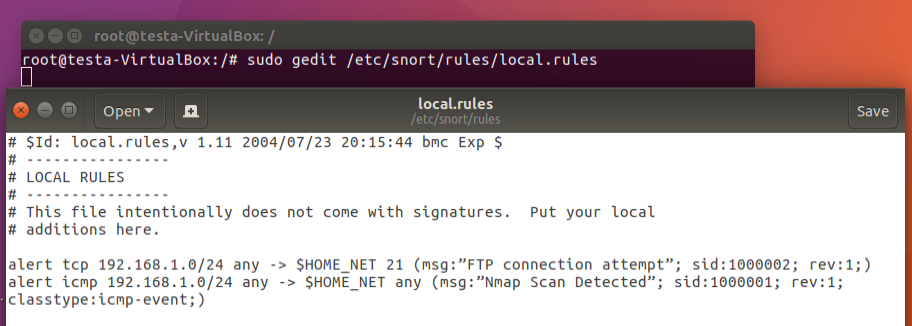 root@testa-VirtualBox: /
root@testa-VirtualBox:/# sudo gedit /etc/snort/rules/local.rules
Open
local.rules
/etc/snort/rules
Save
# $Id: local.rules,v 1.11 2004/07/23 20:15:44 bmc Exp $
# ----------------
# LOCAL RULES
# ----------------
# This file intentionally does not come with signatures.  Put your local
# additions here.
alert tcp 192.168.1.0/24 any -> $HOME_NET 21 (msg:”FTP connection attempt”; sid:1000002; rev:1;)
alert icmp 192.168.1.0/24 any -> $HOME_NET any (msg:”Nmap Scan Detected”; sid:1000001; rev:1;
classtype:icmp-event;)